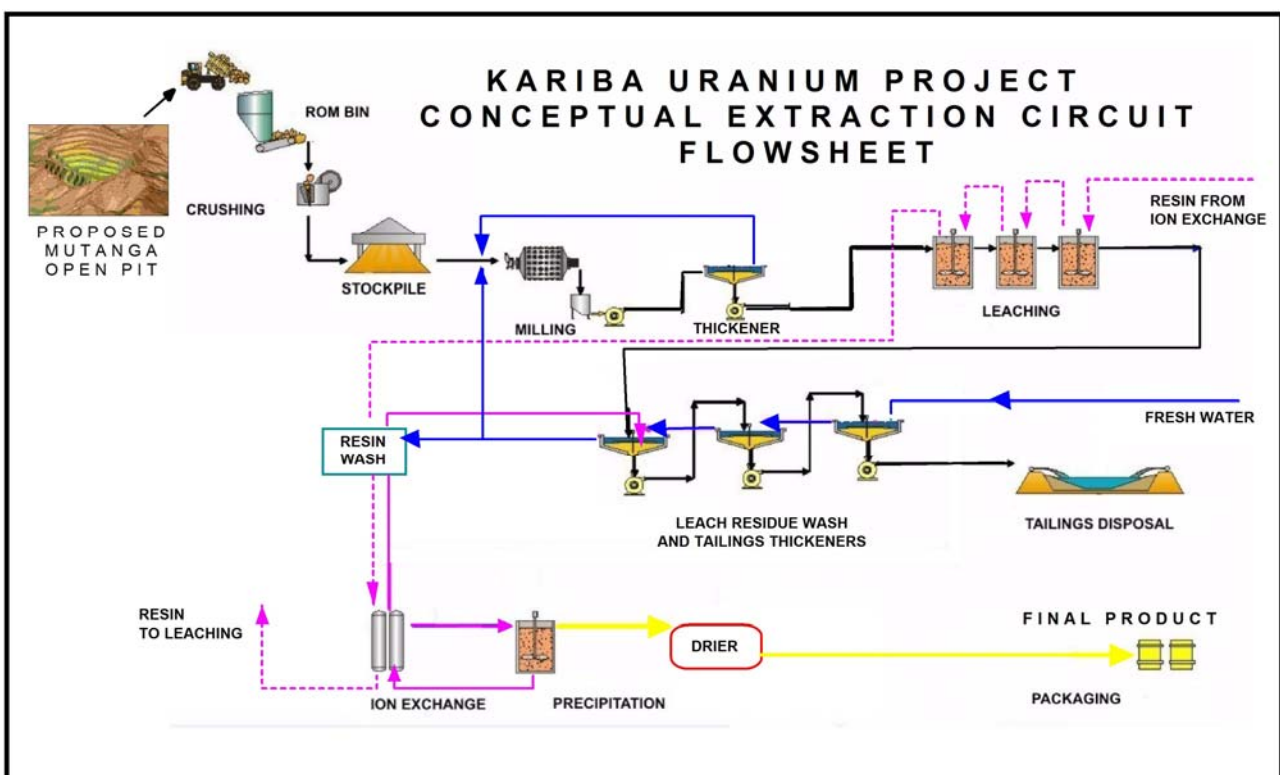 KARIBA URANIUM PROJECT
CONCEPTUAL EXTRACTION CIRCUIT
FLOWSHEET
ROM BIN
CRUSHING
PROPOSED
MUTANGA
OPEN PIT
STOCKPILE
MILLING
THICKENER
RESIN FROM
ION EXCHANGE
LEACHING
FRESH WATER
RESIN
WASH
LEACH RESIDUE WASH
AND TAILINGS THICKENERS
TAILINGS DISPOSAL
RESIN
TO LEACHING
ION EXCHANGE
PRECIPITATION
DRIER
FINAL PRODUCT
PACKAGING